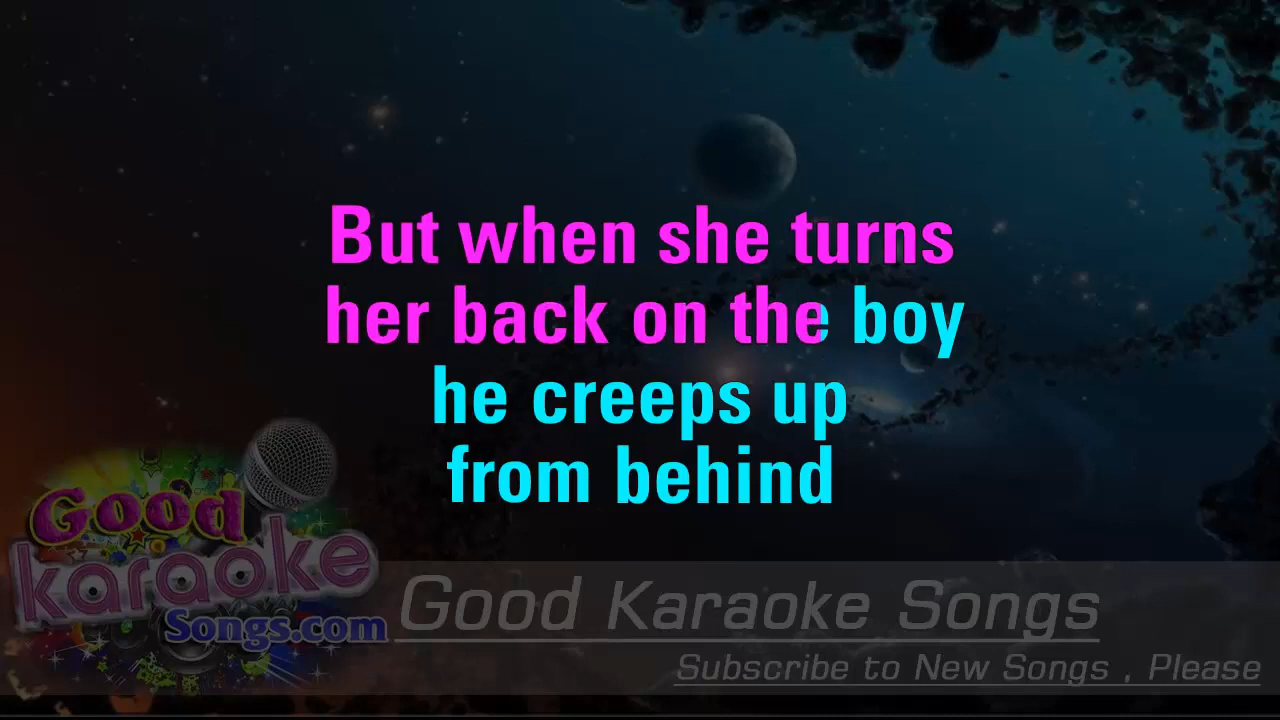 But when she turns
her back on the boy
he creeps up
from behind
Good
karaoke
Songs.com
Good Karaoke Songs
Subscribe to New Songs , Please